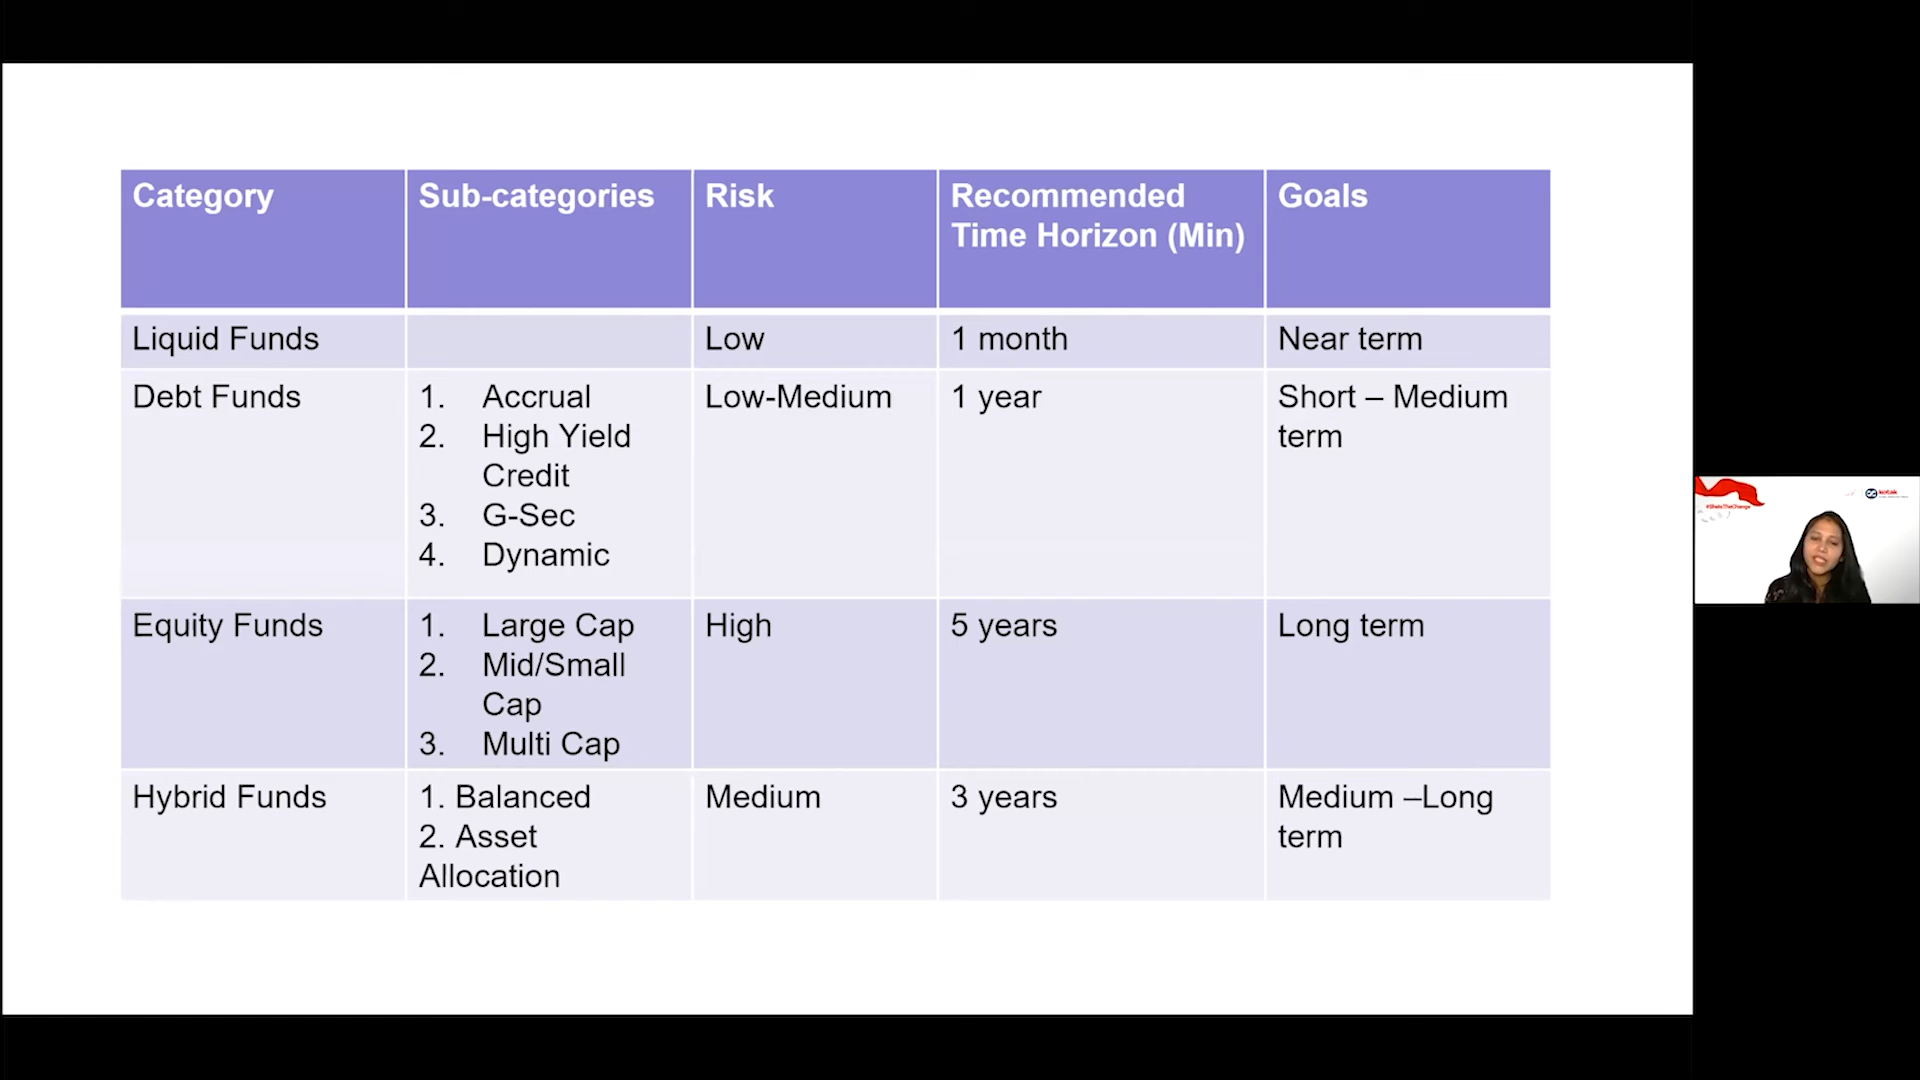 Category
Sub-categories
Risk
Recommended
Time Horizon (Min)
Goals
Liquid Funds
Low
1 month
Near term
Debt Funds
1. Accrual
2. High Yield
Credit
3. G-Sec
4. Dynamic
Low-Medium
1 year
Short – Medium
term
Equity Funds
1. Large Cap
2. Mid/Small
Cap
3. Multi Cap
High
5 years
Long term
Hybrid Funds
1. Balanced
2. Asset
Allocation
Medium
3 years
Medium –Long
term
kotak
#SheIsTheChange